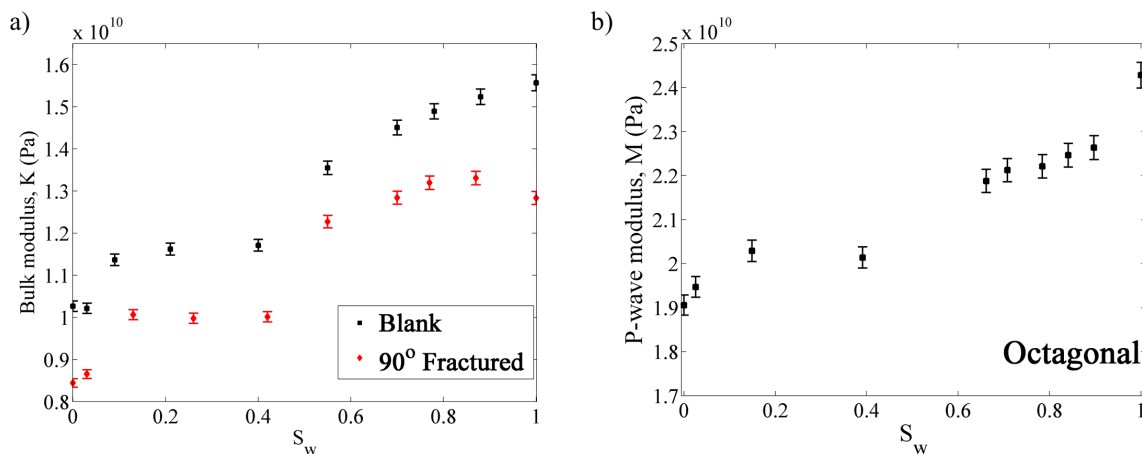 a)
x 10^10
1.6
1.5
1.4
1.3
1.2
1.1
1
0.9
0.8
Bulk modulus, K (Pa)
0 0.2 0.4 0.6 0.8 1
S_w
Blank
90° Fractured
b)
x 10^10
2.5
2.4
2.25
2.2
2.1
2
1.9
1.8
1.7
P-wave modulus, M (Pa)
0 0.2 0.4 0.6 0.8 1
S_w
Octagonal